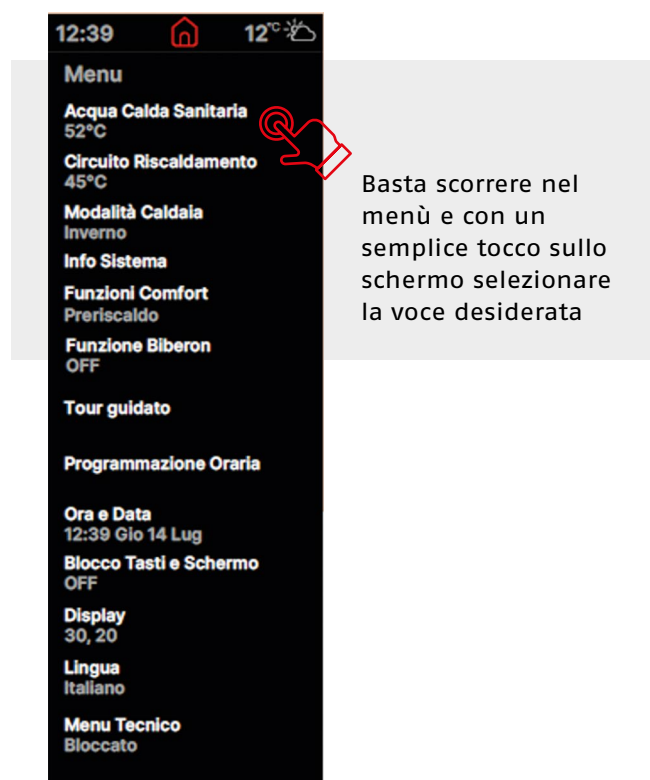 12:39 12°C
Menu
Acqua Calda Sanitaria
52°C
Circuito Riscaldamento
45°C
Modalità Caldaia
Inverno
Info Sistema
Funzioni Comfort
Preriscaldo
Funzione Biberon
OFF
Tour guidato
Programmazione Oraria
Ora e Data
12:39 Gio 14 Lug
Blocco Tasti e Schermo
OFF
Display
30, 20
Lingua
Italiano
Menu Tecnico
Bloccato
Basta scorrere nel
menù e con un
semplice tocco sullo
schermo selezionare
la voce desiderata